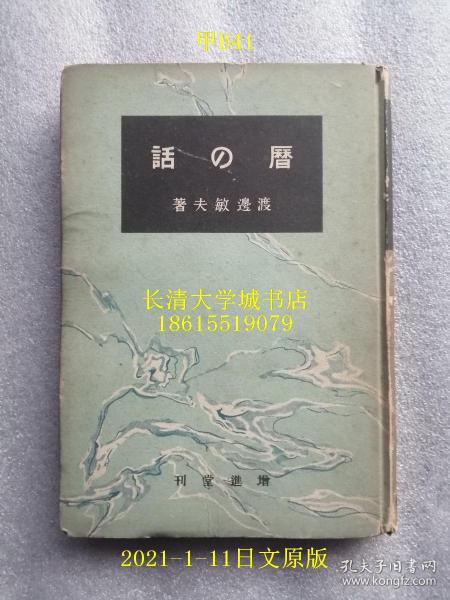 甲B41
話の曆
著夫敏邊渡
长清大学城书店
18615519079
刊堂進增
2021-1-11日文原版
孔夫子旧书网
www.kongfz.com